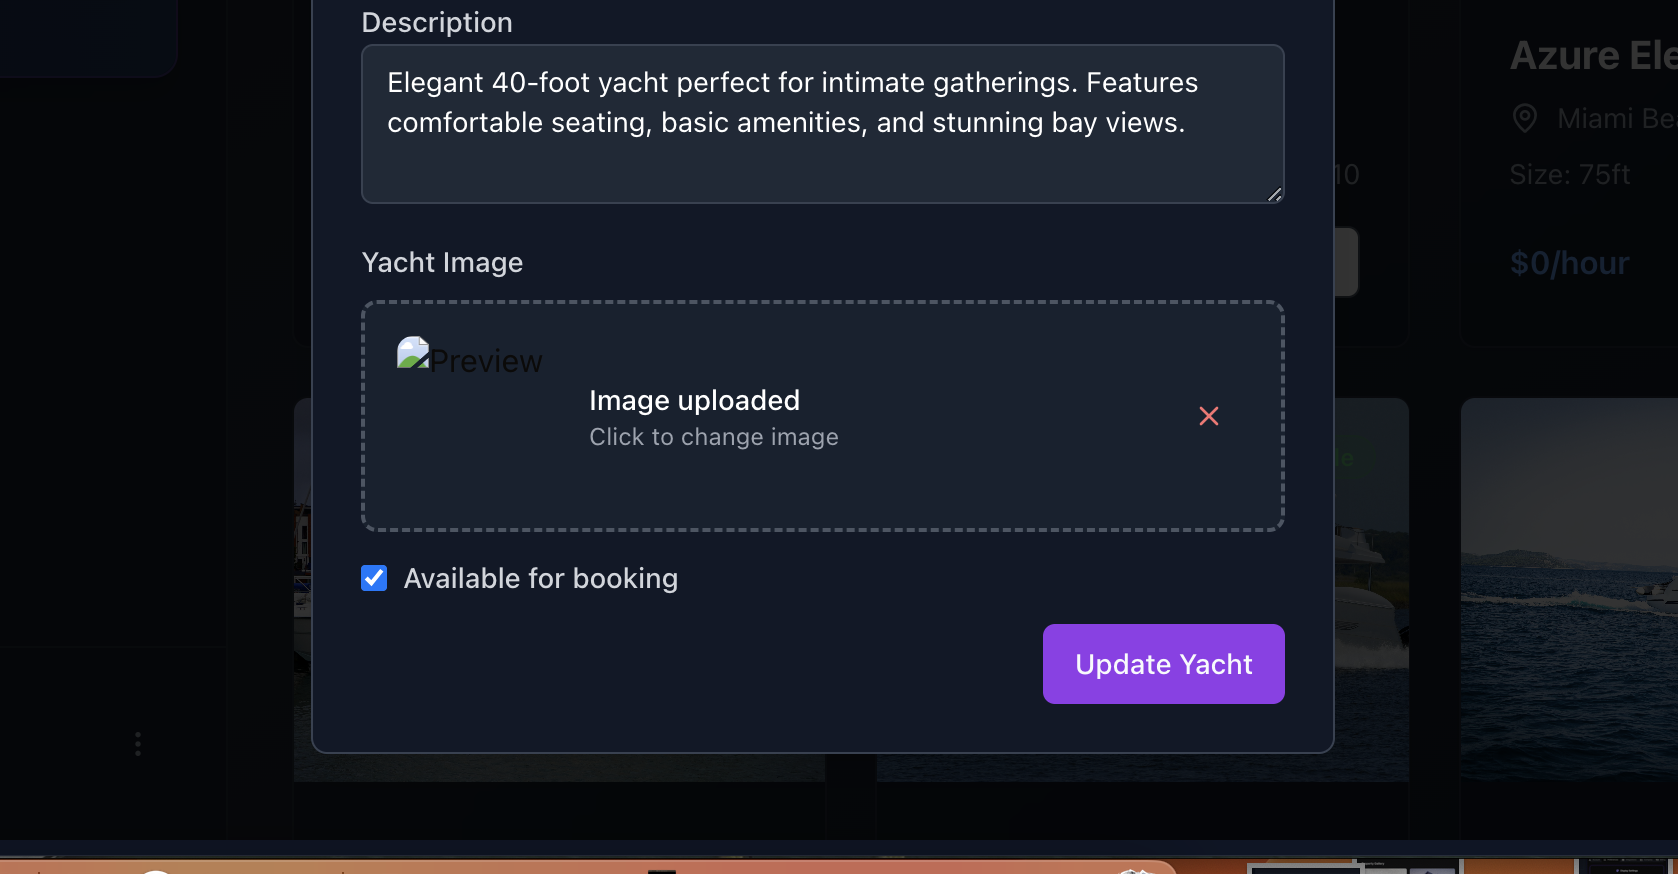 Description
Elegant 40-foot yacht perfect for intimate gatherings. Features
comfortable seating, basic amenities, and stunning bay views.
Yacht Image
Preview
Image uploaded
Click to change image
Available for booking
Update Yacht
10
le
Azure Ele
Miami Bea
Size: 75ft
$0/hour